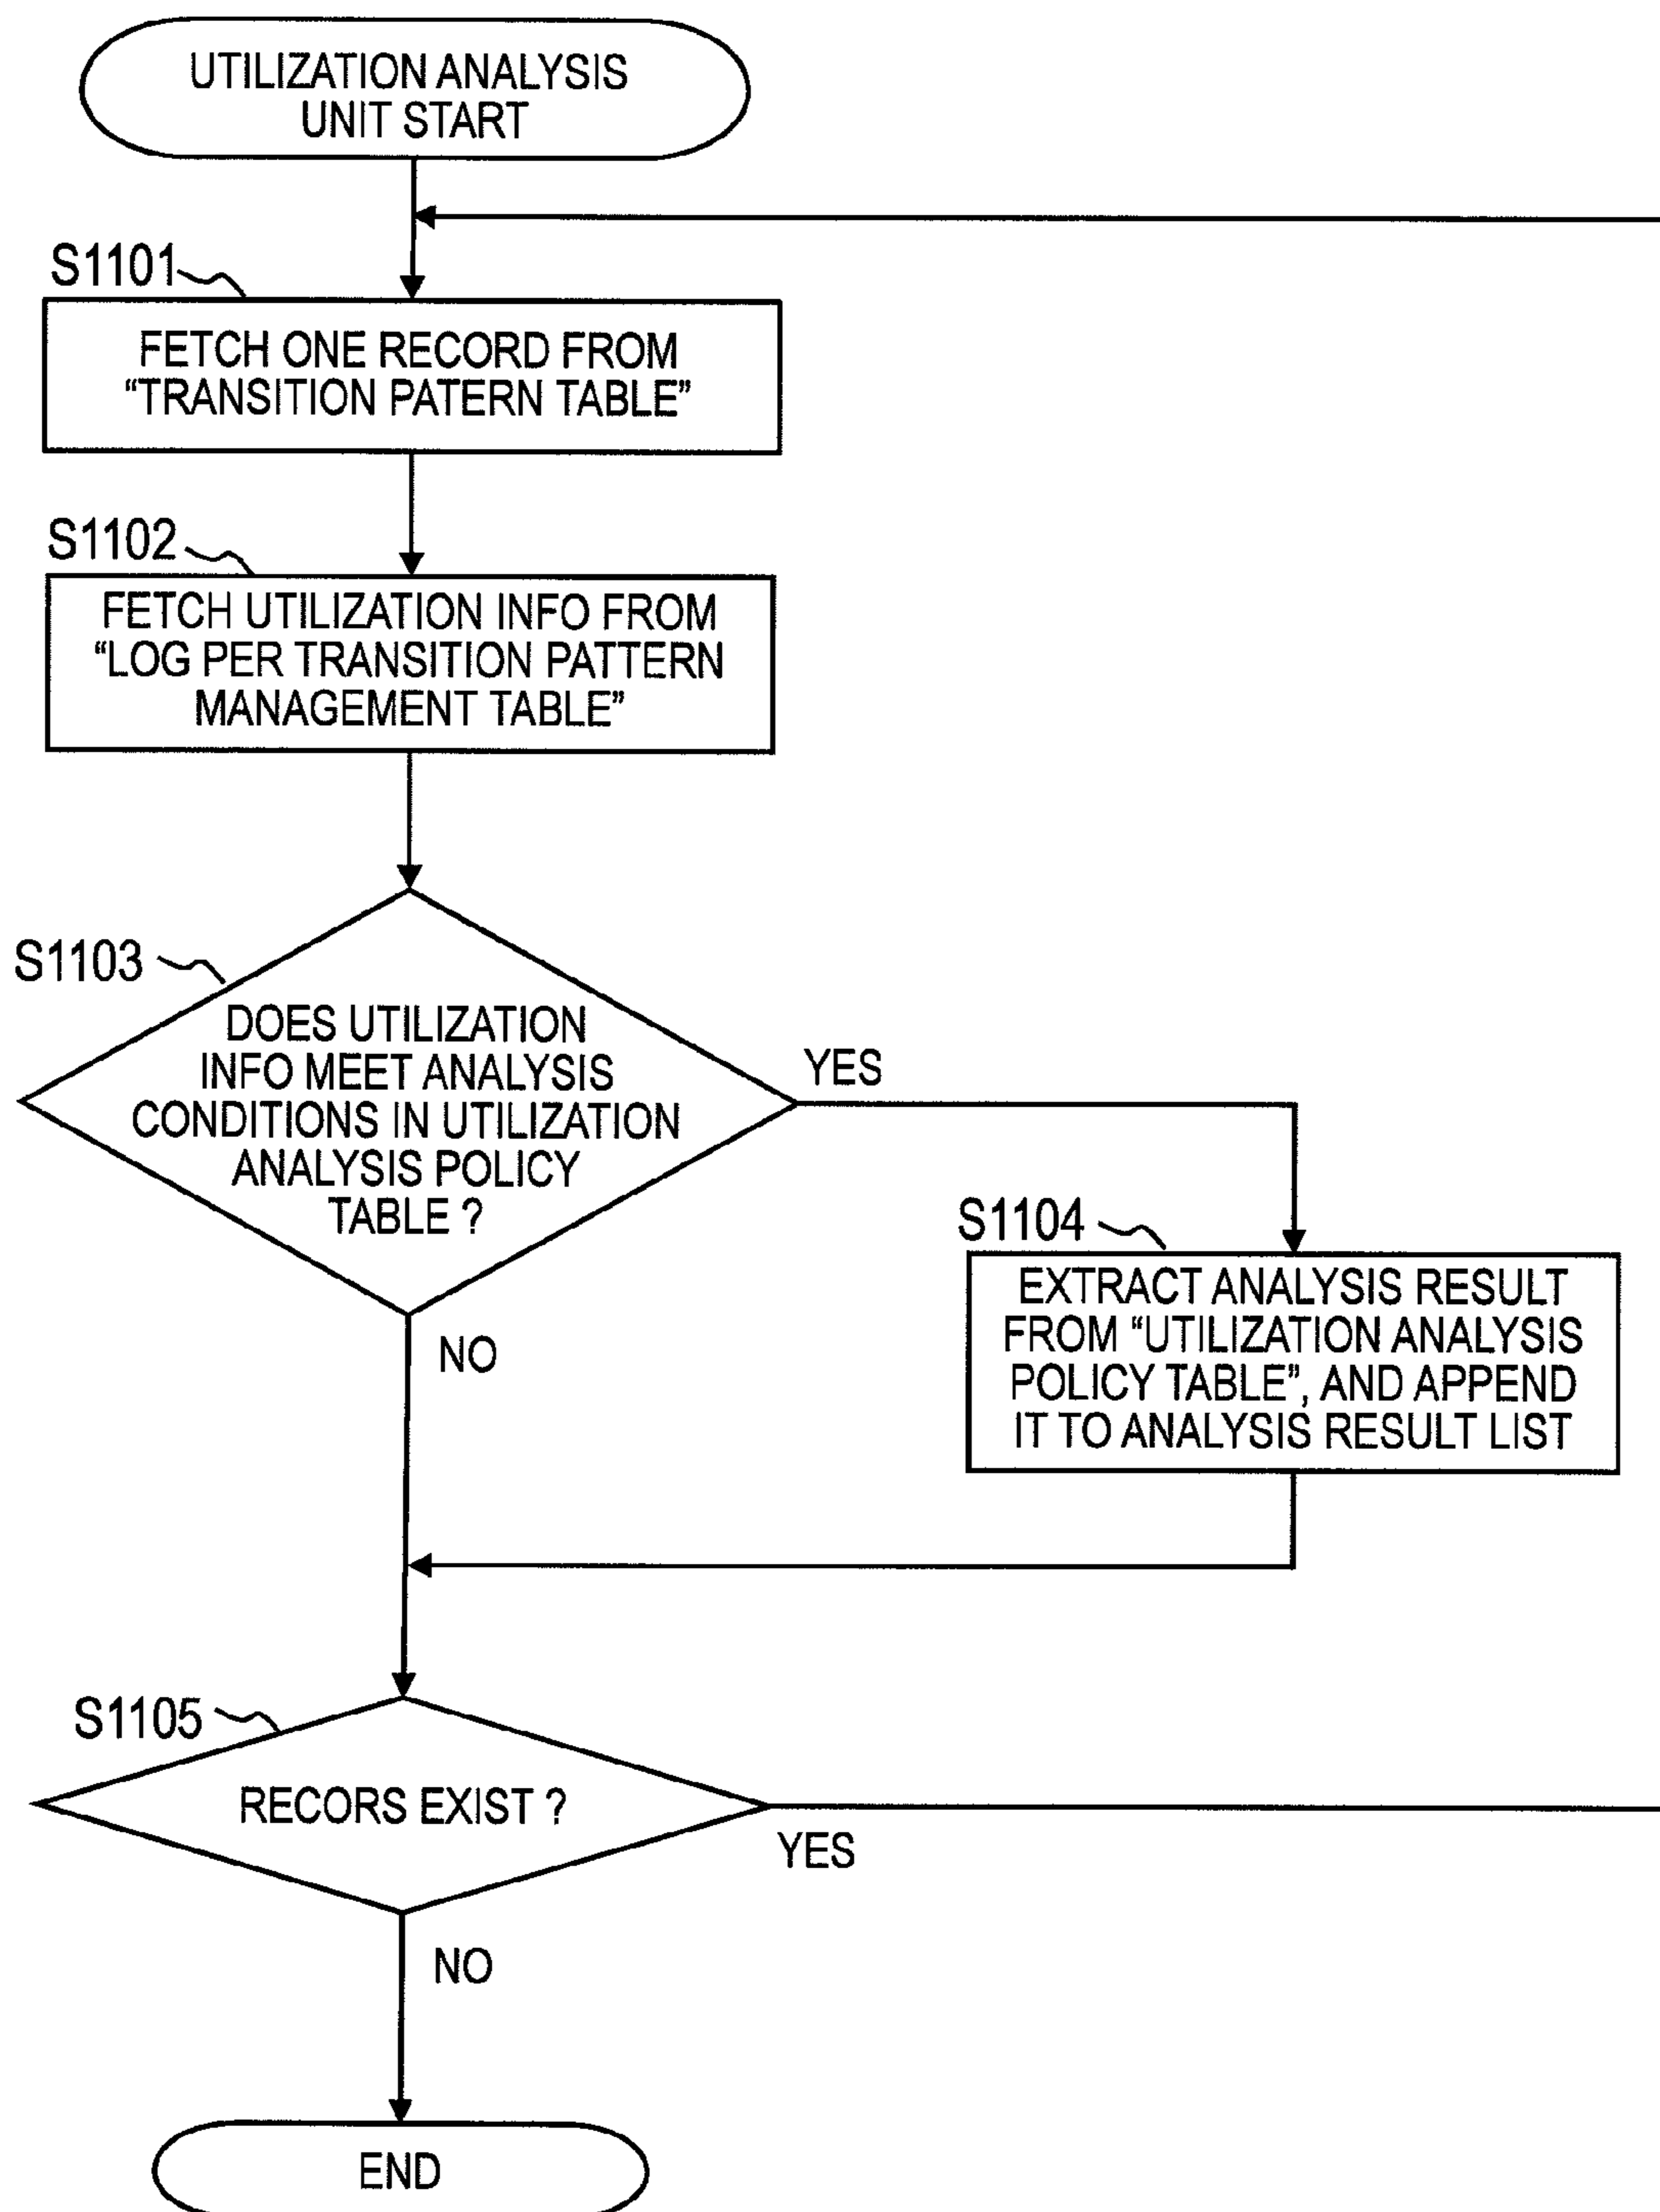 UTILIZATION ANALYSIS
UNIT START
S1101
FETCH ONE RECORD FROM
“TRANSITION PATERN TABLE”
S1102
FETCH UTILIZATION INFO FROM
“LOG PER TRANSITION PATTERN
MANAGEMENT TABLE”
S1103
DOES UTILIZATION
INFO MEET ANALYSIS
CONDITIONS IN UTILIZATION
ANALYSIS POLICY
TABLE ?
YES
NO
S1104
EXTRACT ANALYSIS RESULT
FROM “UTILIZATION ANALYSIS
POLICY TABLE”, AND APPEND
IT TO ANALYSIS RESULT LIST
S1105
RECORS EXIST ?
YES
NO
END